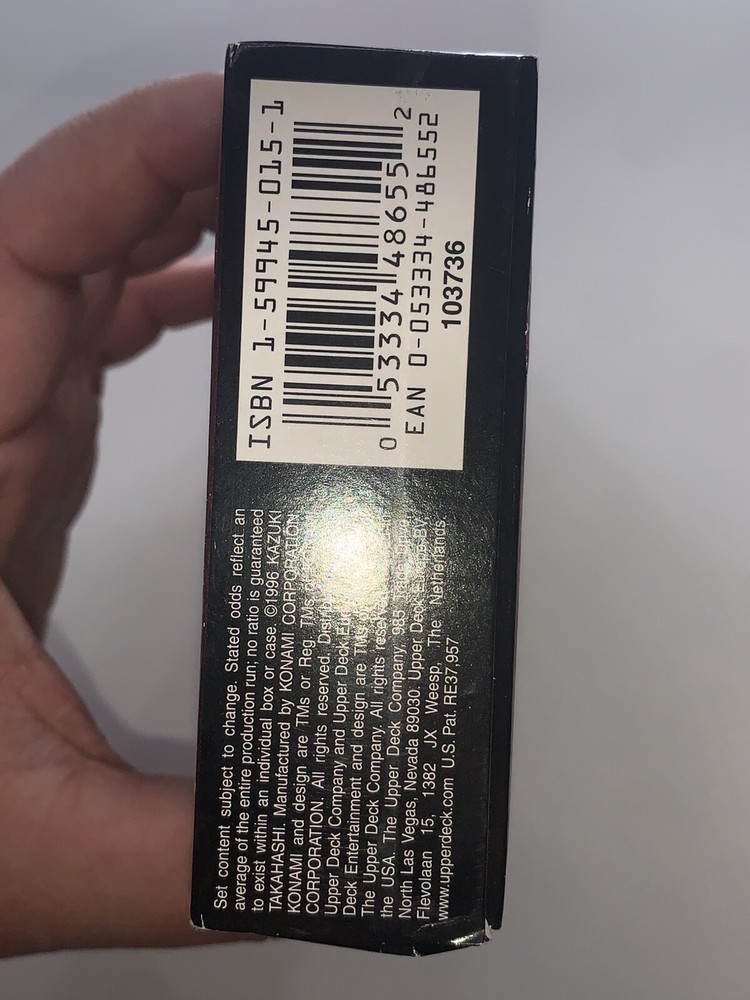 ISBN 1-59945-015-1
0 53334 48655 2
EAN 0-053334-486552
103736
Set content subject to change. Stated odds reflect an
average of the entire production run; no ratio is guaranteed
to exist within an individual box or case. ©1996 KAZUKI
TAKAHASHI. Manufactured by KONAMI CORPORATION.
KONAMI and design are TMs or Reg. TMs
CORPORATION. All rights reserved.
Upper Deck Company and Upper Deck
Deck Entertainment and design are TMs
The Upper Deck Company. All rights
the USA. The Upper Deck Company, 985
North Las Vegas, Nevada 89030. Upper Deck Europe BV,
Flevolaan 15, 1382 JX Weesp, The Netherlands.
www.upperdeck.com U.S. Pat. RE37,957